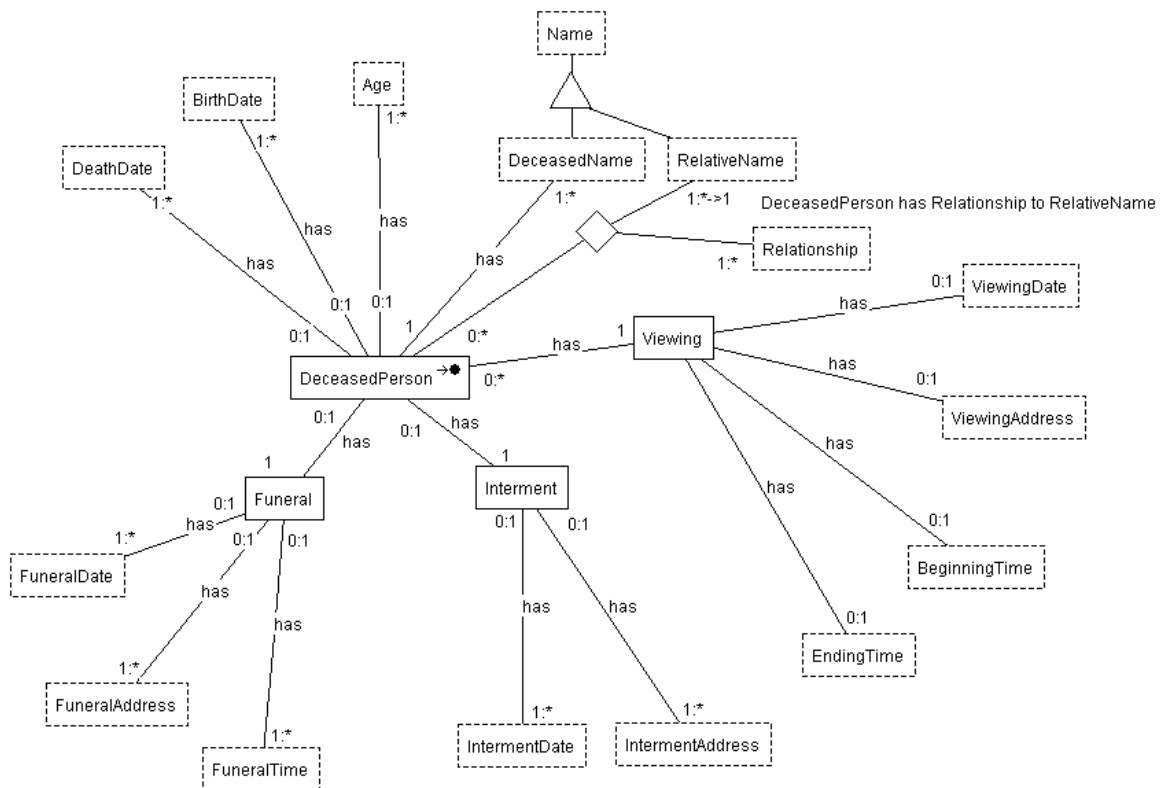 Name
Age
1:*
BirthDate
1:*
DeathDate
1:*
DeceasedName
1:*
RelativeName
1:*->1
DeceasedPerson has Relationship to RelativeName
Relationship
1:*
has
has
has
has
0:1
0:1
0:1
1
0:*
DeceasedPerson
0:*
has
1
Viewing
has
0:1
ViewingDate
has
0:1
ViewingAddress
has
0:1
BeginningTime
has
0:1
EndingTime
0:1
has
1
Funeral
0:1
has
1
Interment
0:1
has
1:*
FuneralDate
0:1
has
1:*
FuneralAddress
0:1
has
1:*
FuneralTime
0:1
has
1:*
IntermentDate
0:1
has
1:*
IntermentAddress